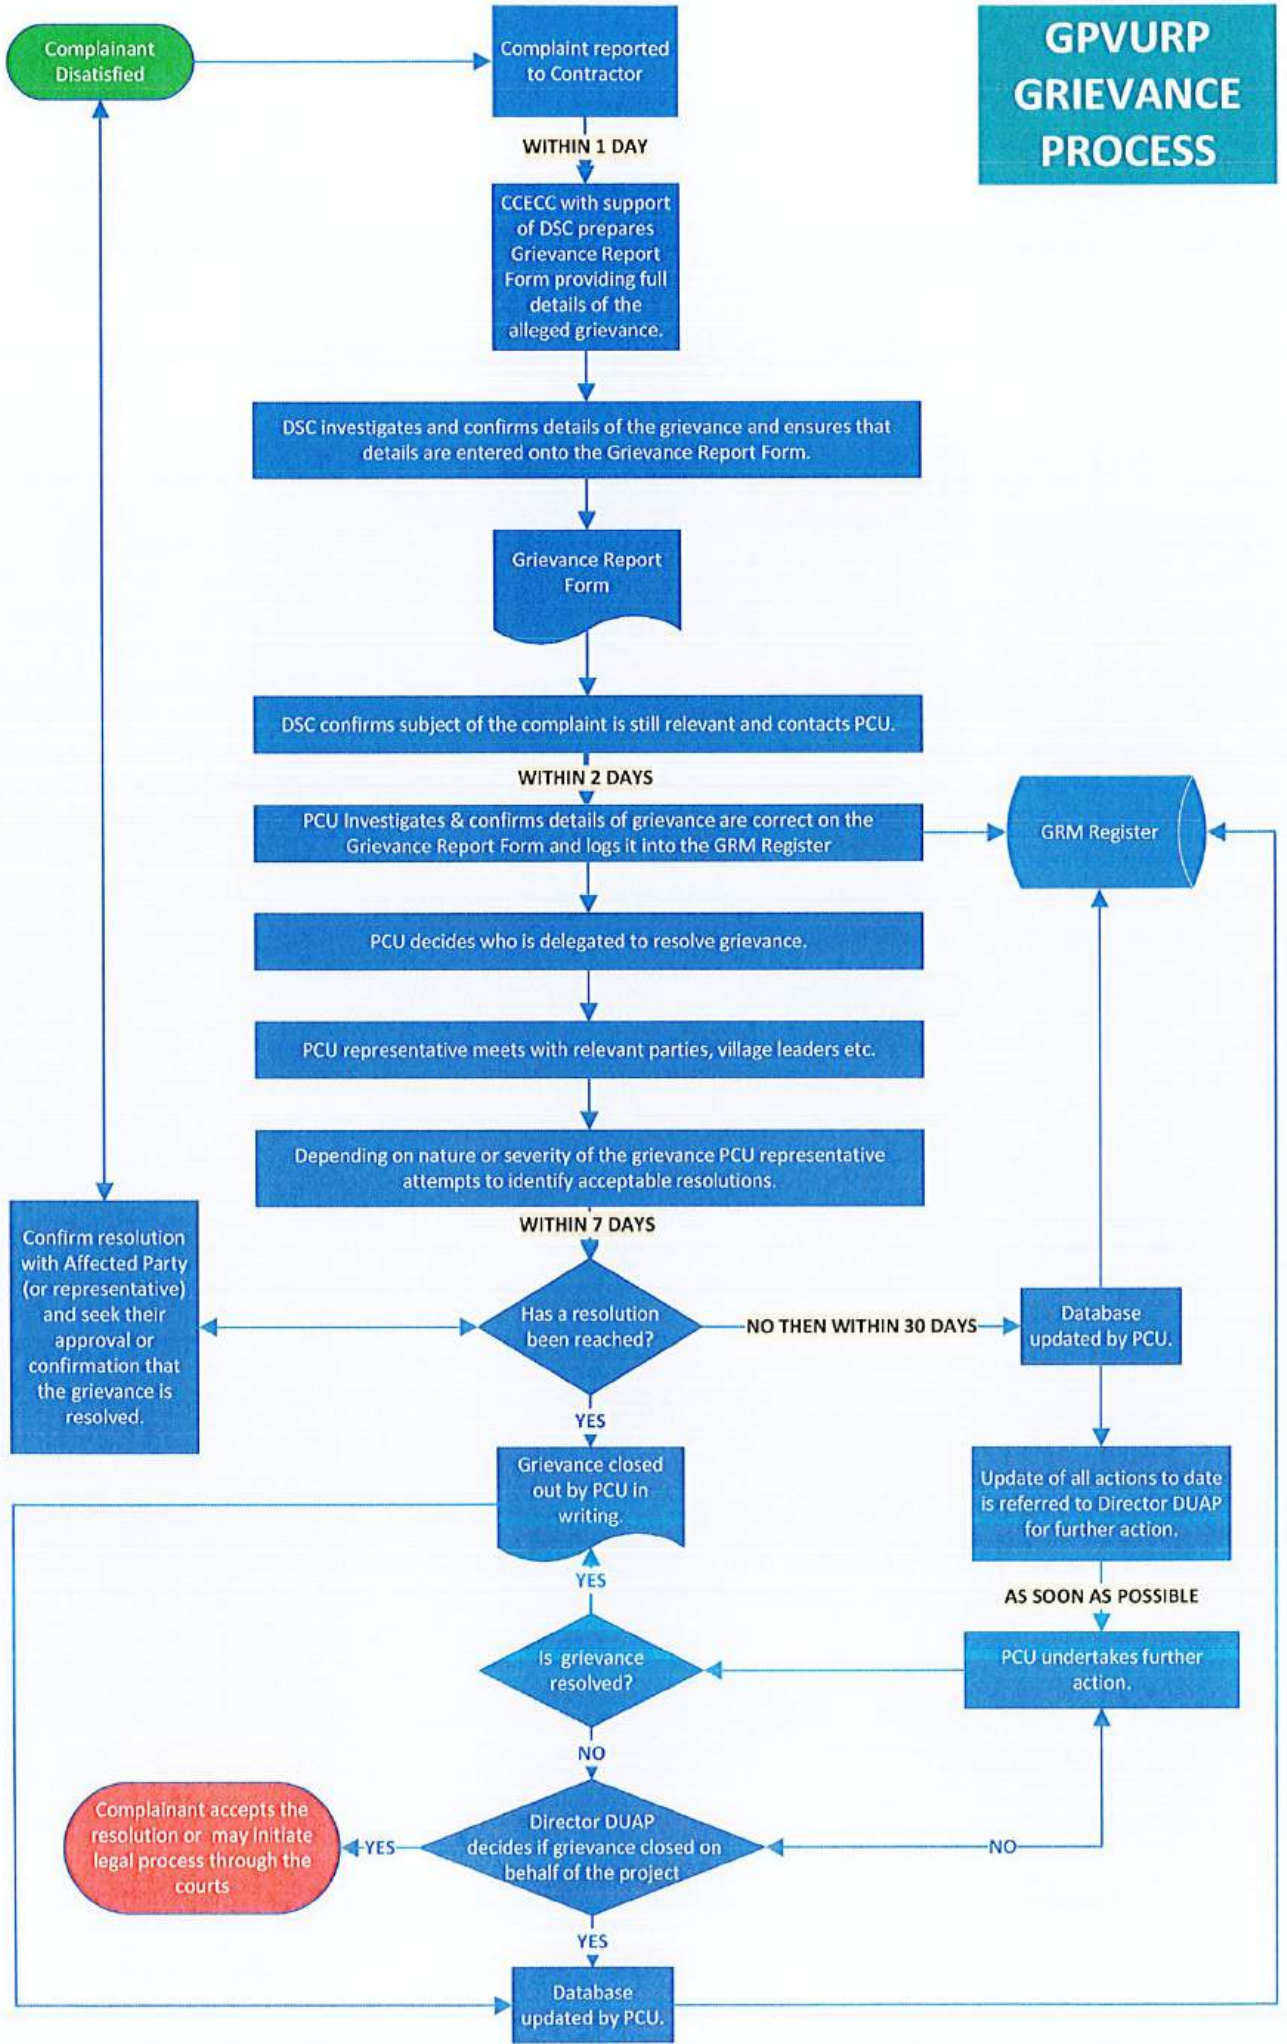 Complainant
Disatisfied
Complaint reported
to Contractor
GPVURP
GRIEVANCE
PROCESS
WITHIN 1 DAY
CCECC with support
of DSC prepares
Grievance Report
Form providing full
details of the
alleged grievance.
DSC investigates and confirms details of the grievance and ensures that
details are entered onto the Grievance Report Form.
Grievance Report
Form
DSC confirms subject of the complaint is still relevant and contacts PCU.
WITHIN 2 DAYS
PCU Investigates & confirms details of grievance are correct on the
Grievance Report Form and logs it into the GRM Register
GRM Register
PCU decides who is delegated to resolve grievance.
PCU representative meets with relevant parties, village leaders etc.
Depending on nature or severity of the grievance PCU representative
attempts to identify acceptable resolutions.
WITHIN 7 DAYS
Confirm resolution
with Affected Party
(or representative)
and seek their
approval or
confirmation that
the grievance is
resolved.
Has a resolution
been reached?
NO THEN WITHIN 30 DAYS
Database
updated by PCU.
YES
Grievance closed
out by PCU in
writing.
Update of all actions to date
is referred to Director DUAP
for further action.
YES
AS SOON AS POSSIBLE
Is grievance
resolved?
PCU undertakes further
action.
NO
Complainant accepts the
resolution or may initiate
legal process through the
courts
YES
Director DUAP
decides if grievance closed on
behalf of the project
NO
YES
Database
updated by PCU.